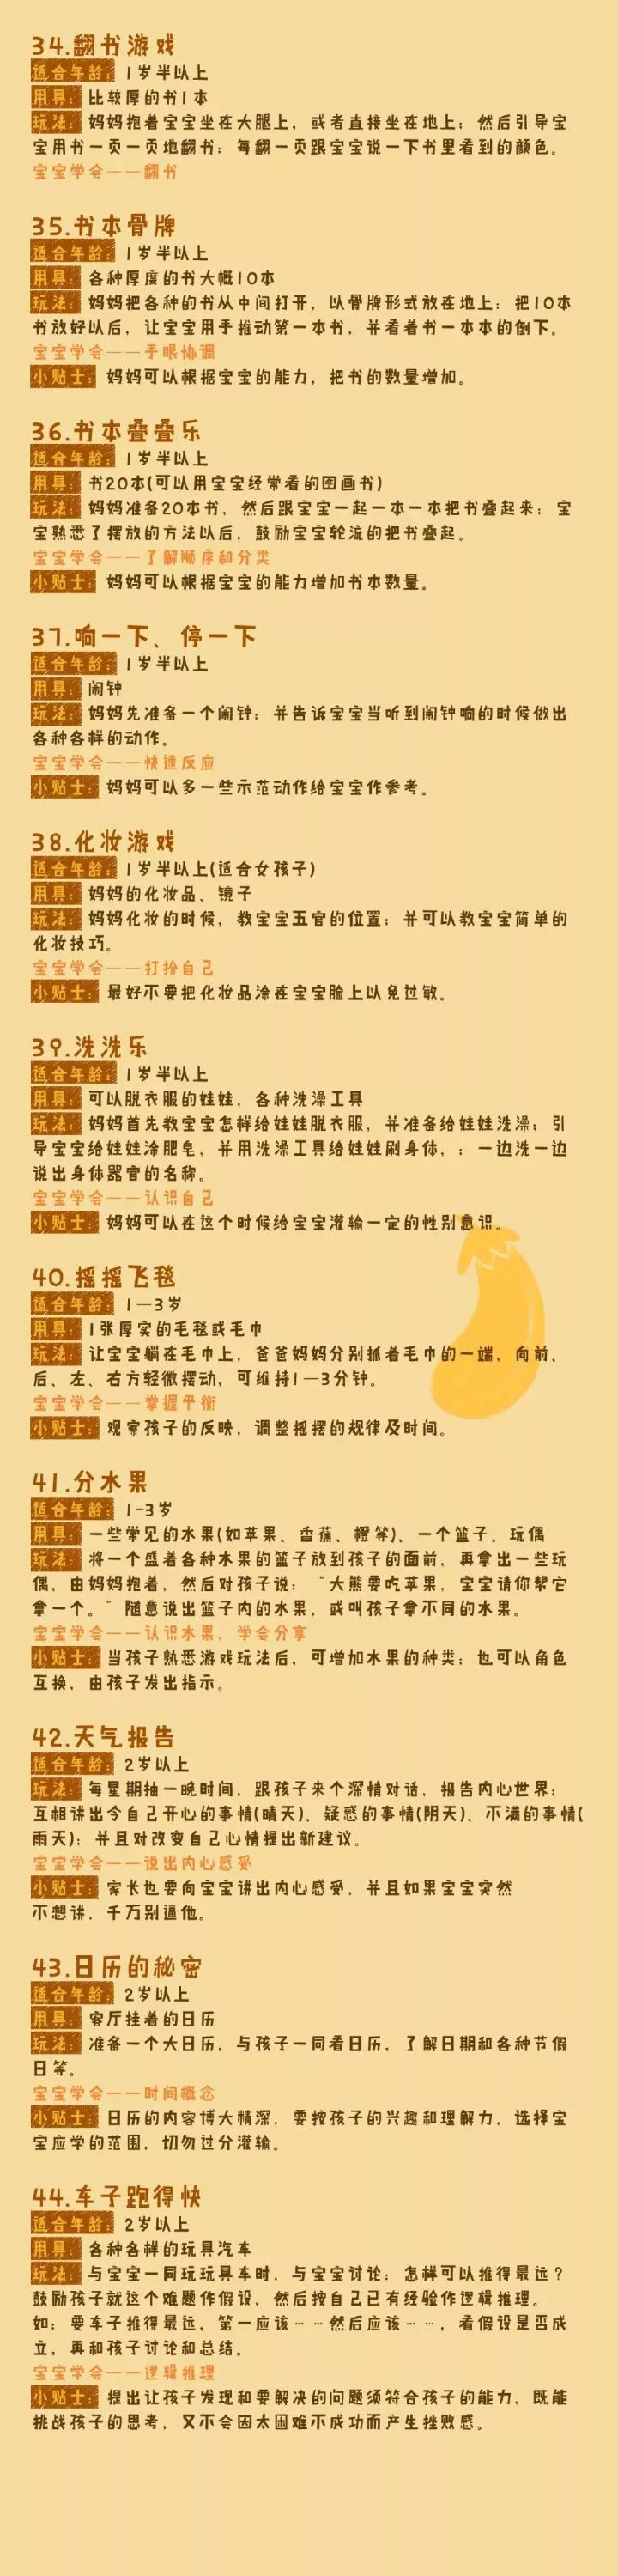 34.翻书游戏
适合年龄：1岁半以上
用具：比较厚的书1本
玩法：妈妈抱着宝宝坐在大腿上，或者直接坐在地上；然后引导宝
宝用书一页一页地翻书；每翻一页跟宝宝说一下书里看到的颜色。
宝宝学会——翻书
35.书本骨牌
适合年龄：1岁半以上
用具：各种厚度的书大概10本
玩法：妈妈把各种的书从中间打开，以骨牌形式放在地上；把10本
书放好以后，让宝宝用手推动第一本书，并看着书一本本的倒下。
宝宝学会——手眼协调
小贴士：妈妈可以根据宝宝的能力，把书的数量增加。
36.书本叠叠乐
适合年龄：1岁半以上
用具：书20本(可以用宝宝经常看的图画书)
玩法：妈妈准备20本书，然后跟宝宝一起一本一本把书叠起来；宝
宝熟悉了摆放的方法以后，鼓励宝宝轮流的把书叠起。
宝宝学会——了解顺序和分类
小贴士：妈妈可以根据宝宝的能力增加书本数量。
37.响一下、停一下
适合年龄：1岁半以上
用具：闹钟
玩法：妈妈先准备一个闹钟；并告诉宝宝当听到闹钟响的时候做出
各种各样的动作。
宝宝学会——快速反应
小贴士：妈妈可以多一些示范动作给宝宝作参考。
38.化妆游戏
适合年龄：1岁半以上(适合女孩子)
用具：妈妈的化妆品、镜子
玩法：妈妈化妆的时候，教宝宝五官的位置；并可以教宝宝简单的
化妆技巧。
宝宝学会——打扮自己
小贴士：最好不要把化妆品涂在宝宝脸上以免过敏。
39.洗洗乐
适合年龄：1岁半以上
用具：可以脱衣服的娃娃，各种洗澡工具
玩法：妈妈首先教宝宝怎样给娃娃脱衣服，并准备给娃娃洗澡；引
导宝宝给娃娃涂肥皂，并用洗澡工具给娃娃刷身体，；一边洗一边
说出身体器官的名称。
宝宝学会——认识自己
小贴士：妈妈可以在这个时候给宝宝灌输一定的性别意识。
40.摇摇飞毯
适合年龄：1—3岁
用具：1张厚实的毛毯或毛巾
玩法：让宝宝躺在毛巾上，爸爸妈妈分别抓着毛巾的一端，向前、
后、左、右方轻微摆动，可维持1—3分钟。
宝宝学会——掌握平衡
小贴士：观察孩子的反映，调整摇摆的规律及时间。
41.分水果
适合年龄：1-3岁
用具：一些常见的水果(如苹果、香蕉、橙等)、一个篮子、玩偶
玩法：将一个盛着各种水果的篮子放到孩子的面前，再拿出一些玩
偶，由妈妈抱着，然后对孩子说：“大熊要吃苹果，宝宝请你帮它
拿一个。”随意说出篮子内的水果，或叫孩子拿不同的水果。
宝宝学会——认识水果，学会分享
小贴士：当孩子熟悉游戏玩法后，可增加水果的种类；也可以角色
互换，由孩子发出指示。
42.天气报告
适合年龄：2岁以上
玩法：每星期抽一晚时间，跟孩子来个深情对话，报告内心世界；
互相讲出令自己开心的事情(晴天)、疑惑的事情(阴天)、不满的事情(
雨天)；并且对改变自己心情提出新建议。
宝宝学会——说出内心感受
小贴士：家长也要向宝宝讲出内心感受，并且如果宝宝突然
不想讲，千万别逼他。
43.日历的秘密
适合年龄：2岁以上
用具：客厅挂着的日历
玩法：准备一个大日历，与孩子一同看日历，了解日期和各种节假
日等。
宝宝学会——时间概念
小贴士：日历的内容博大精深，要按孩子的兴趣和理解力，选择宝
宝应学的范围，切勿过分灌输。
44.车子跑得快
适合年龄：2岁以上
用具：各种各样的玩具汽车
玩法：与宝宝一同玩玩具车时，与宝宝讨论：怎样可以推得最远？
鼓励孩子就这个难题作假设，然后按自己已有经验作逻辑推理。
如：要车子推得最远，第一应该……然后应该……，看假设是否成
立，再和孩子讨论和总结。
宝宝学会——逻辑推理
小贴士：提出让孩子发现和要解决的问题须符合孩子的能力，既能
挑战孩子的思考，又不会因太困难不成功而产生挫败感。